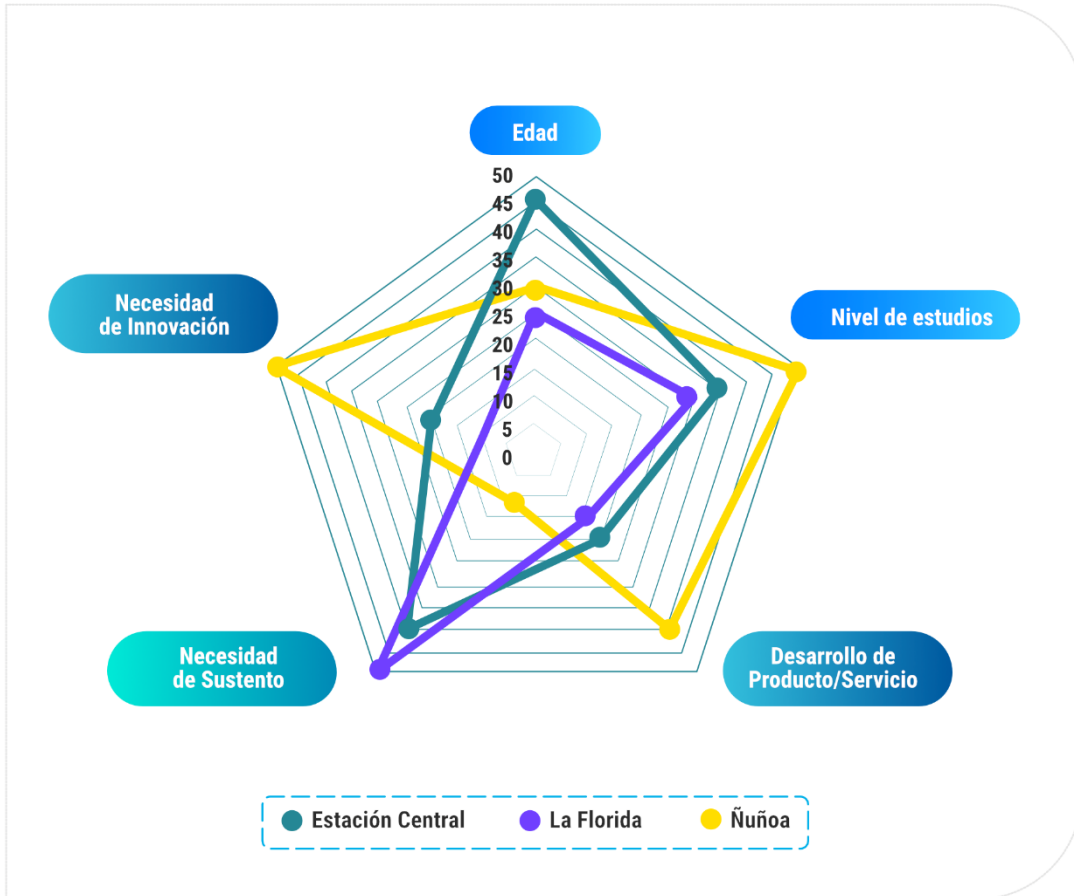 Edad
50
45
40
35
30
25
20
15
10
5
0
Necesidad
de Innovación
Nivel de estudios
Necesidad
de Sustento
Desarrollo de
Producto/Servicio
Estación Central
La Florida
Ñuñoa